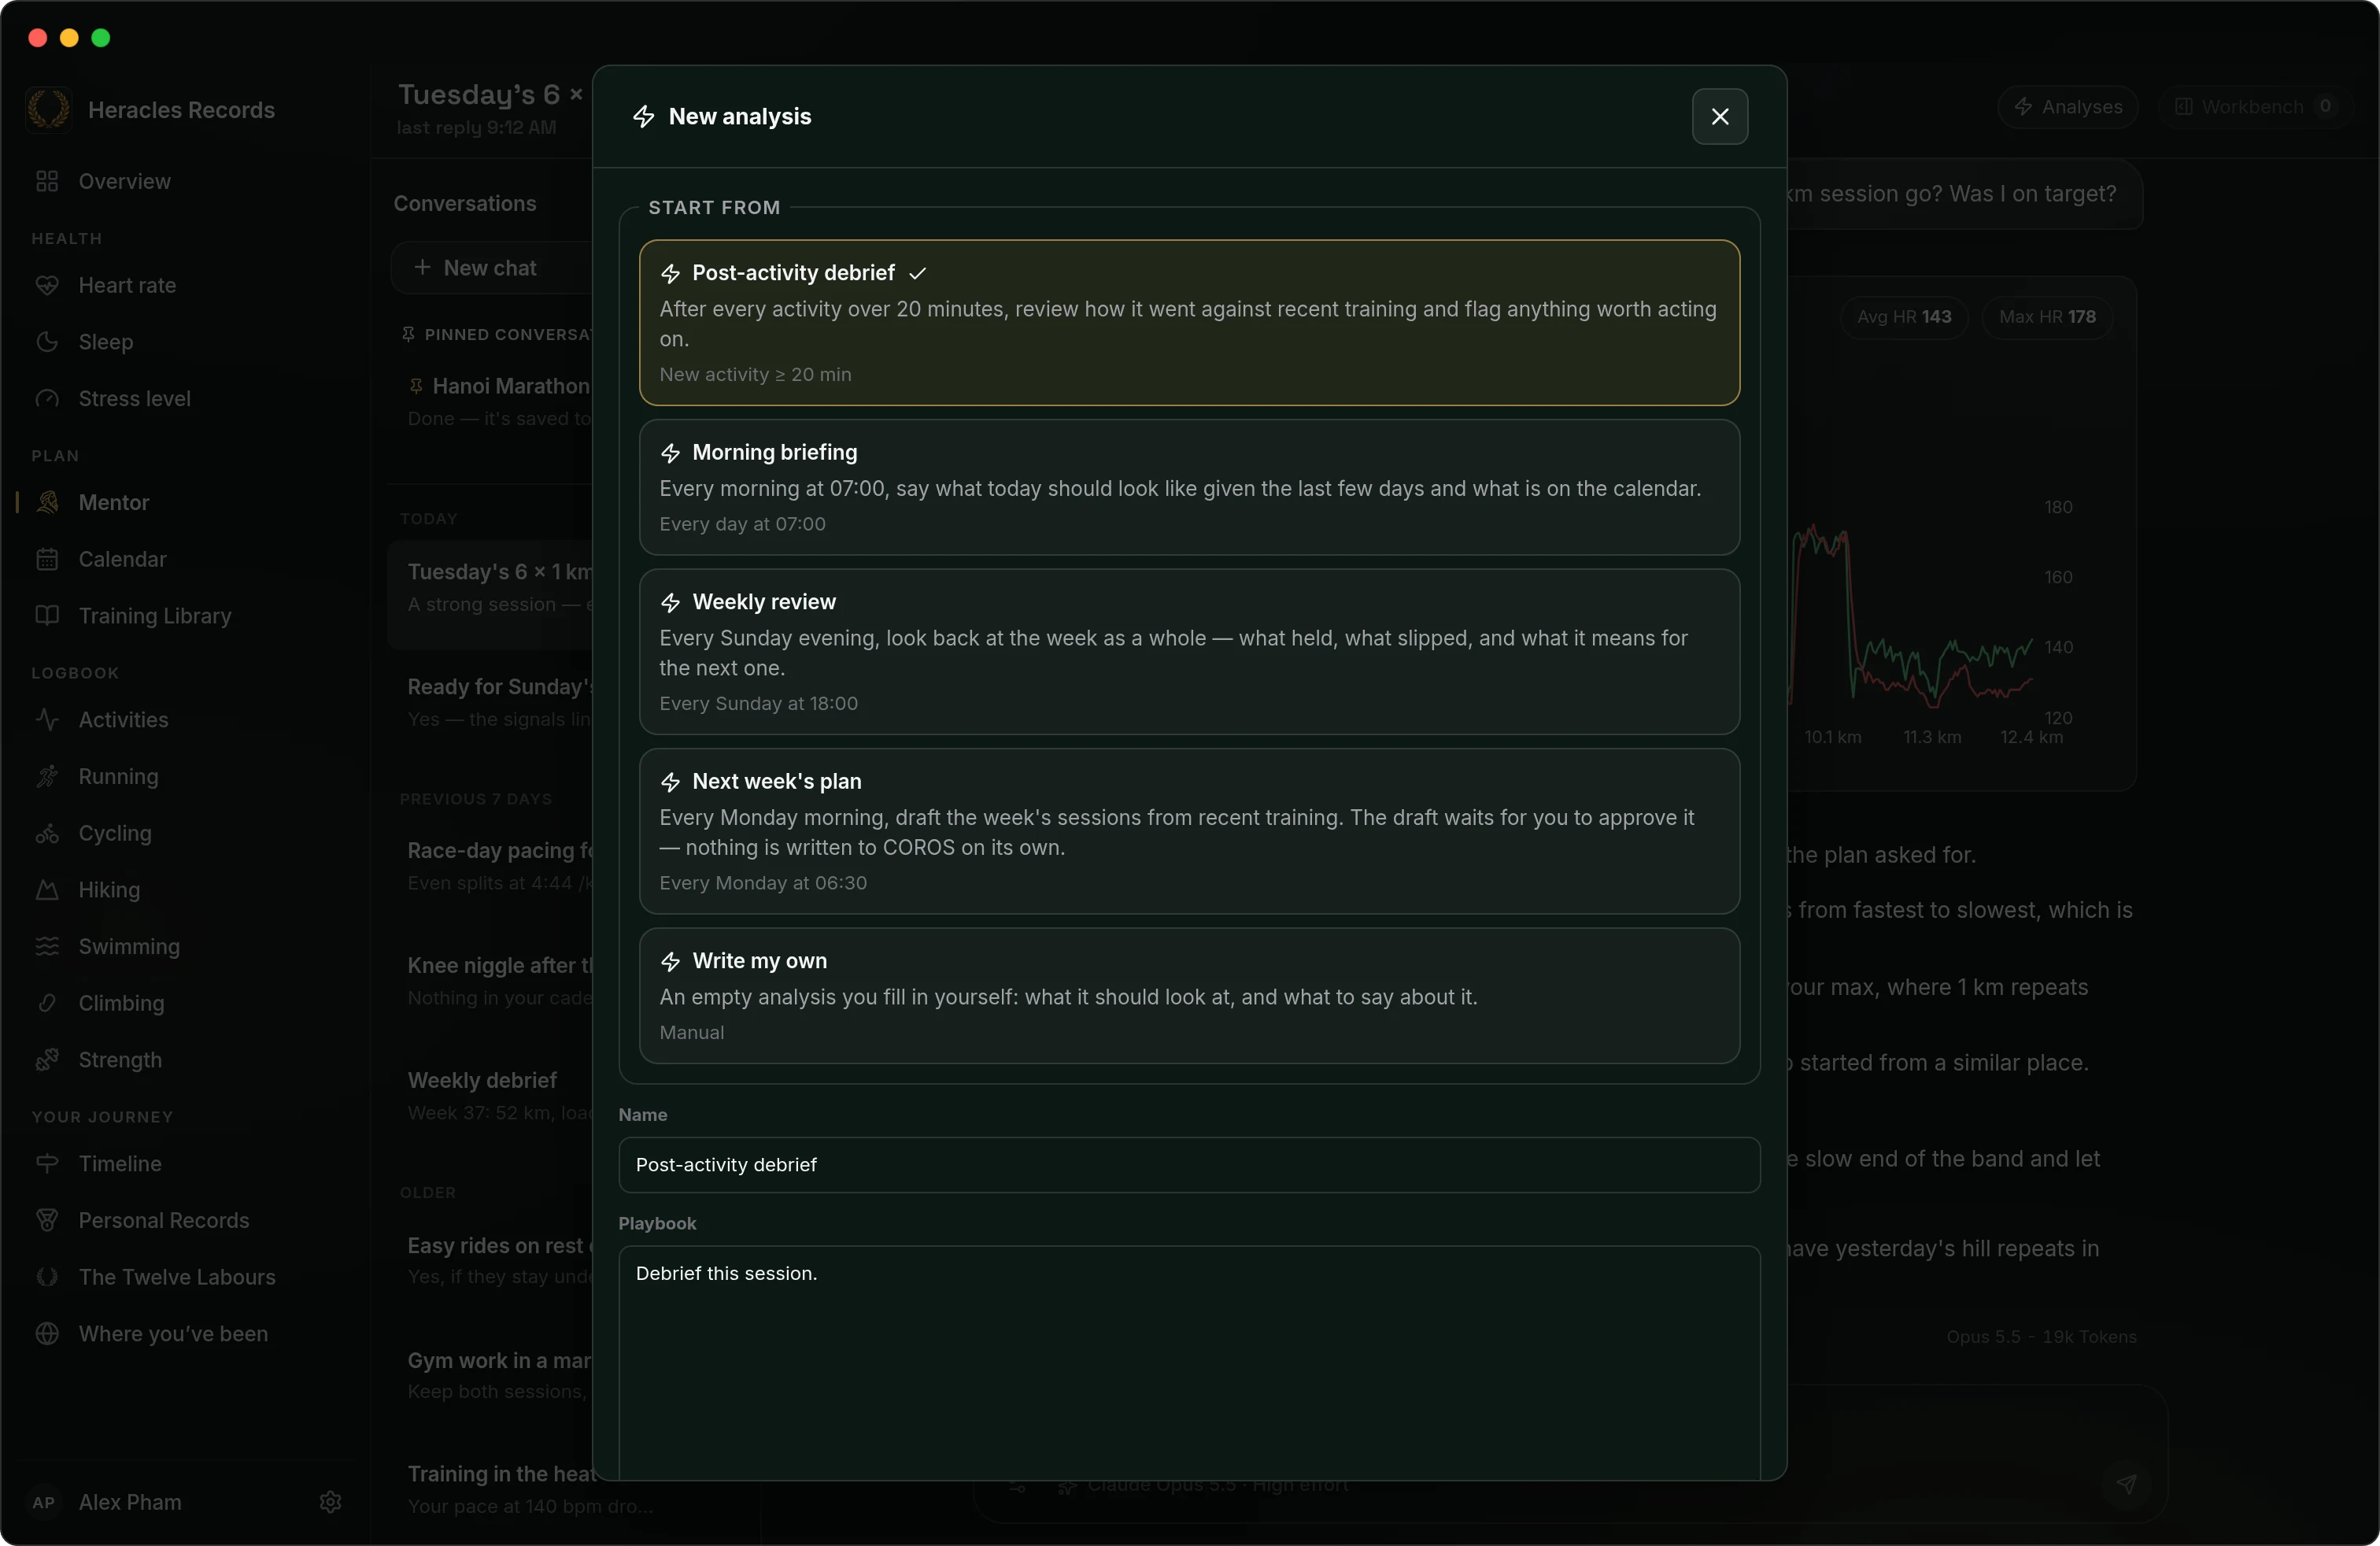 Heracles Records
Overview
HEALTH
Heart rate
Sleep
Stress level
PLAN
Mentor
Calendar
Training Library
LOGBOOK
Activities
Running
Cycling
Hiking
Swimming
Climbing
Strength
YOUR JOURNEY
Timeline
Personal Records
The Twelve Labours
Where you’ve been
AP
Alex Pham
Tuesday’s 6 ×
last reply 9:12 AM
Conversations
New chat
PINNED CONVERSAT
Hanoi Marathon
Done — it's saved to
TODAY
Tuesday's 6 × 1 km
A strong session — e
Ready for Sunday's
Yes — the signals lin
PREVIOUS 7 DAYS
Race-day pacing fo
Even splits at 4:44 /k
Knee niggle after th
Nothing in your cade
Weekly debrief
Week 37: 52 km, load
OLDER
Easy rides on rest
Yes, if they stay unde
Gym work in a mar
Keep both sessions,
Training in the heat
Your pace at 140 bpm dro...
New analysis
START FROM
Post-activity debrief
After every activity over 20 minutes, review how it went against recent training and flag anything worth acting
on.
New activity ≥ 20 min
Morning briefing
Every morning at 07:00, say what today should look like given the last few days and what is on the calendar.
Every day at 07:00
Weekly review
Every Sunday evening, look back at the week as a whole — what held, what slipped, and what it means for
the next one.
Every Sunday at 18:00
Next week's plan
Every Monday morning, draft the week's sessions from recent training. The draft waits for you to approve it
— nothing is written to COROS on its own.
Every Monday at 06:30
Write my own
An empty analysis you fill in yourself: what it should look at, and what to say about it.
Manual
Name
Post-activity debrief
Playbook
Debrief this session.
Analyses
Workbench 0
km session go? Was I on target?
Avg HR 143
Max HR 178
180
160
140
120
10.1 km 11.3 km 12.4 km
the plan asked for.
from fastest to slowest, which is
our max, where 1 km repeats
started from a similar place.
slow end of the band and let
have yesterday's hill repeats in
Opus 5.5 - 19k Tokens
Claude Opus 5.5 · High effort